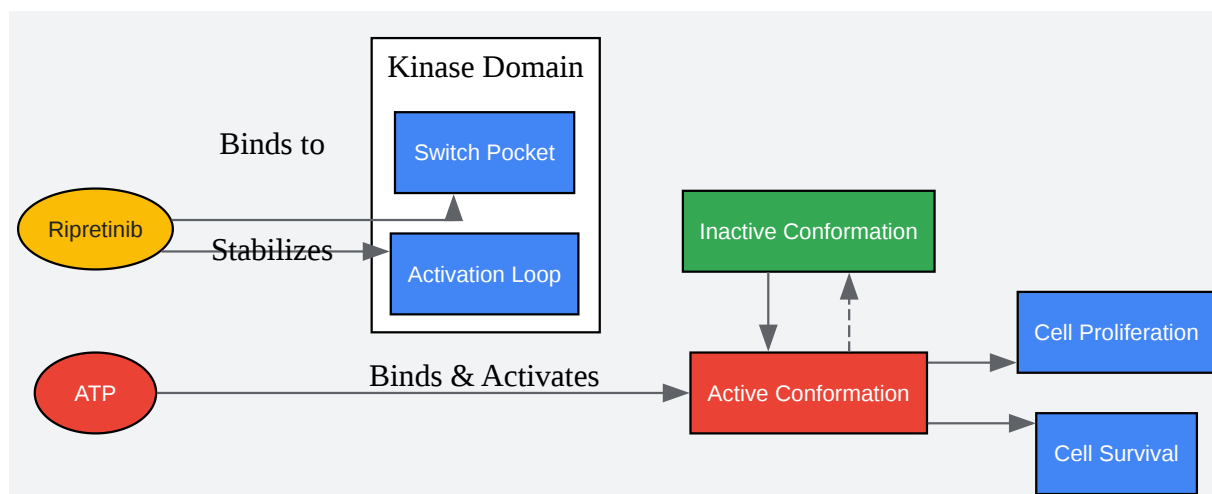 Kinase Domain
Binds to
Switch Pocket
Ripretinib
Stabilizes
Activation Loop
Inactive Conformation
Cell Proliferation
ATP
Binds & Activates
Active Conformation
Cell Survival